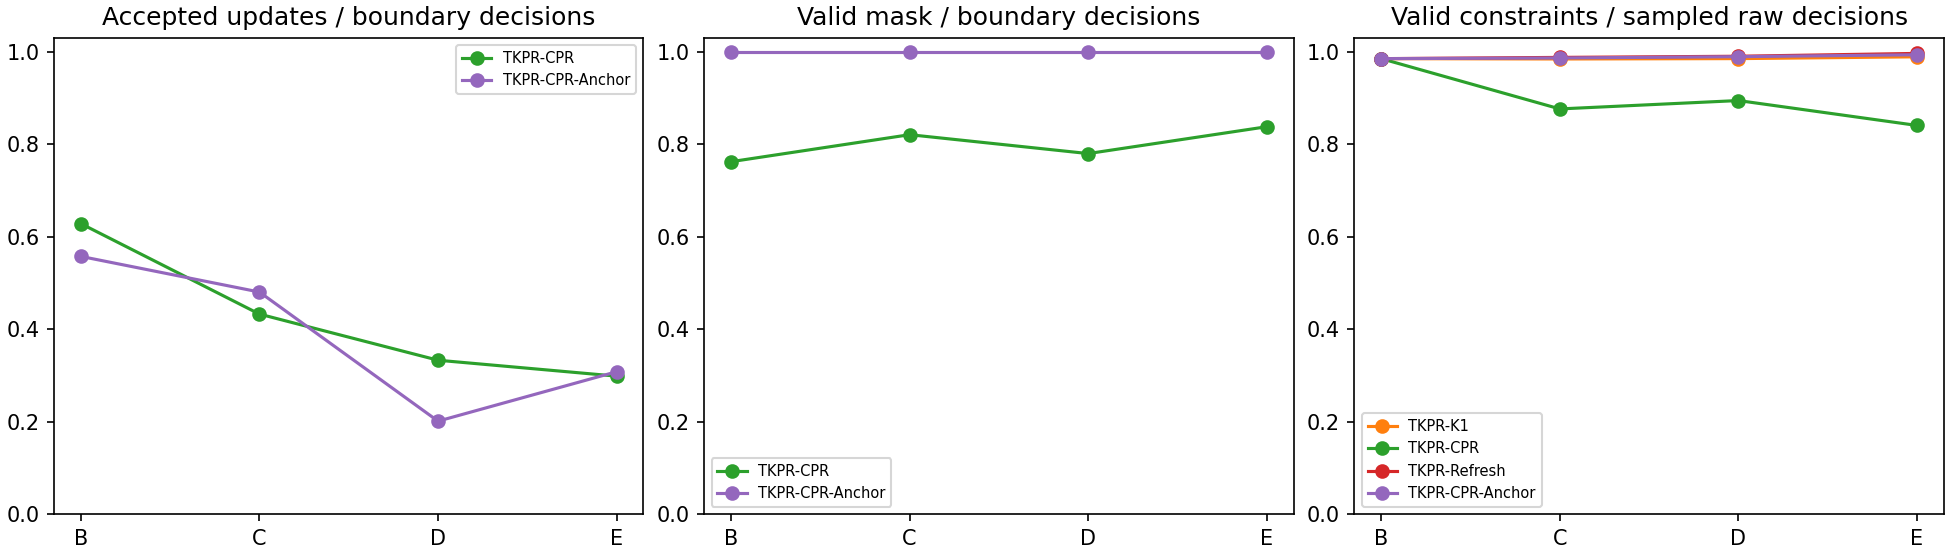 Accepted updates / boundary decisions
1.0
0.8
0.6
0.4
0.2
0.0
B C D E
TKPR-CPR
TKPR-CPR-Anchor
Valid mask / boundary decisions
1.0
0.8
0.6
0.4
0.2
0.0
B C D E
TKPR-CPR
TKPR-CPR-Anchor
Valid constraints / sampled raw decisions
1.0
0.8
0.6
0.4
0.2
0.0
B C D E
TKPR-K1
TKPR-CPR
TKPR-Refresh
TKPR-CPR-Anchor